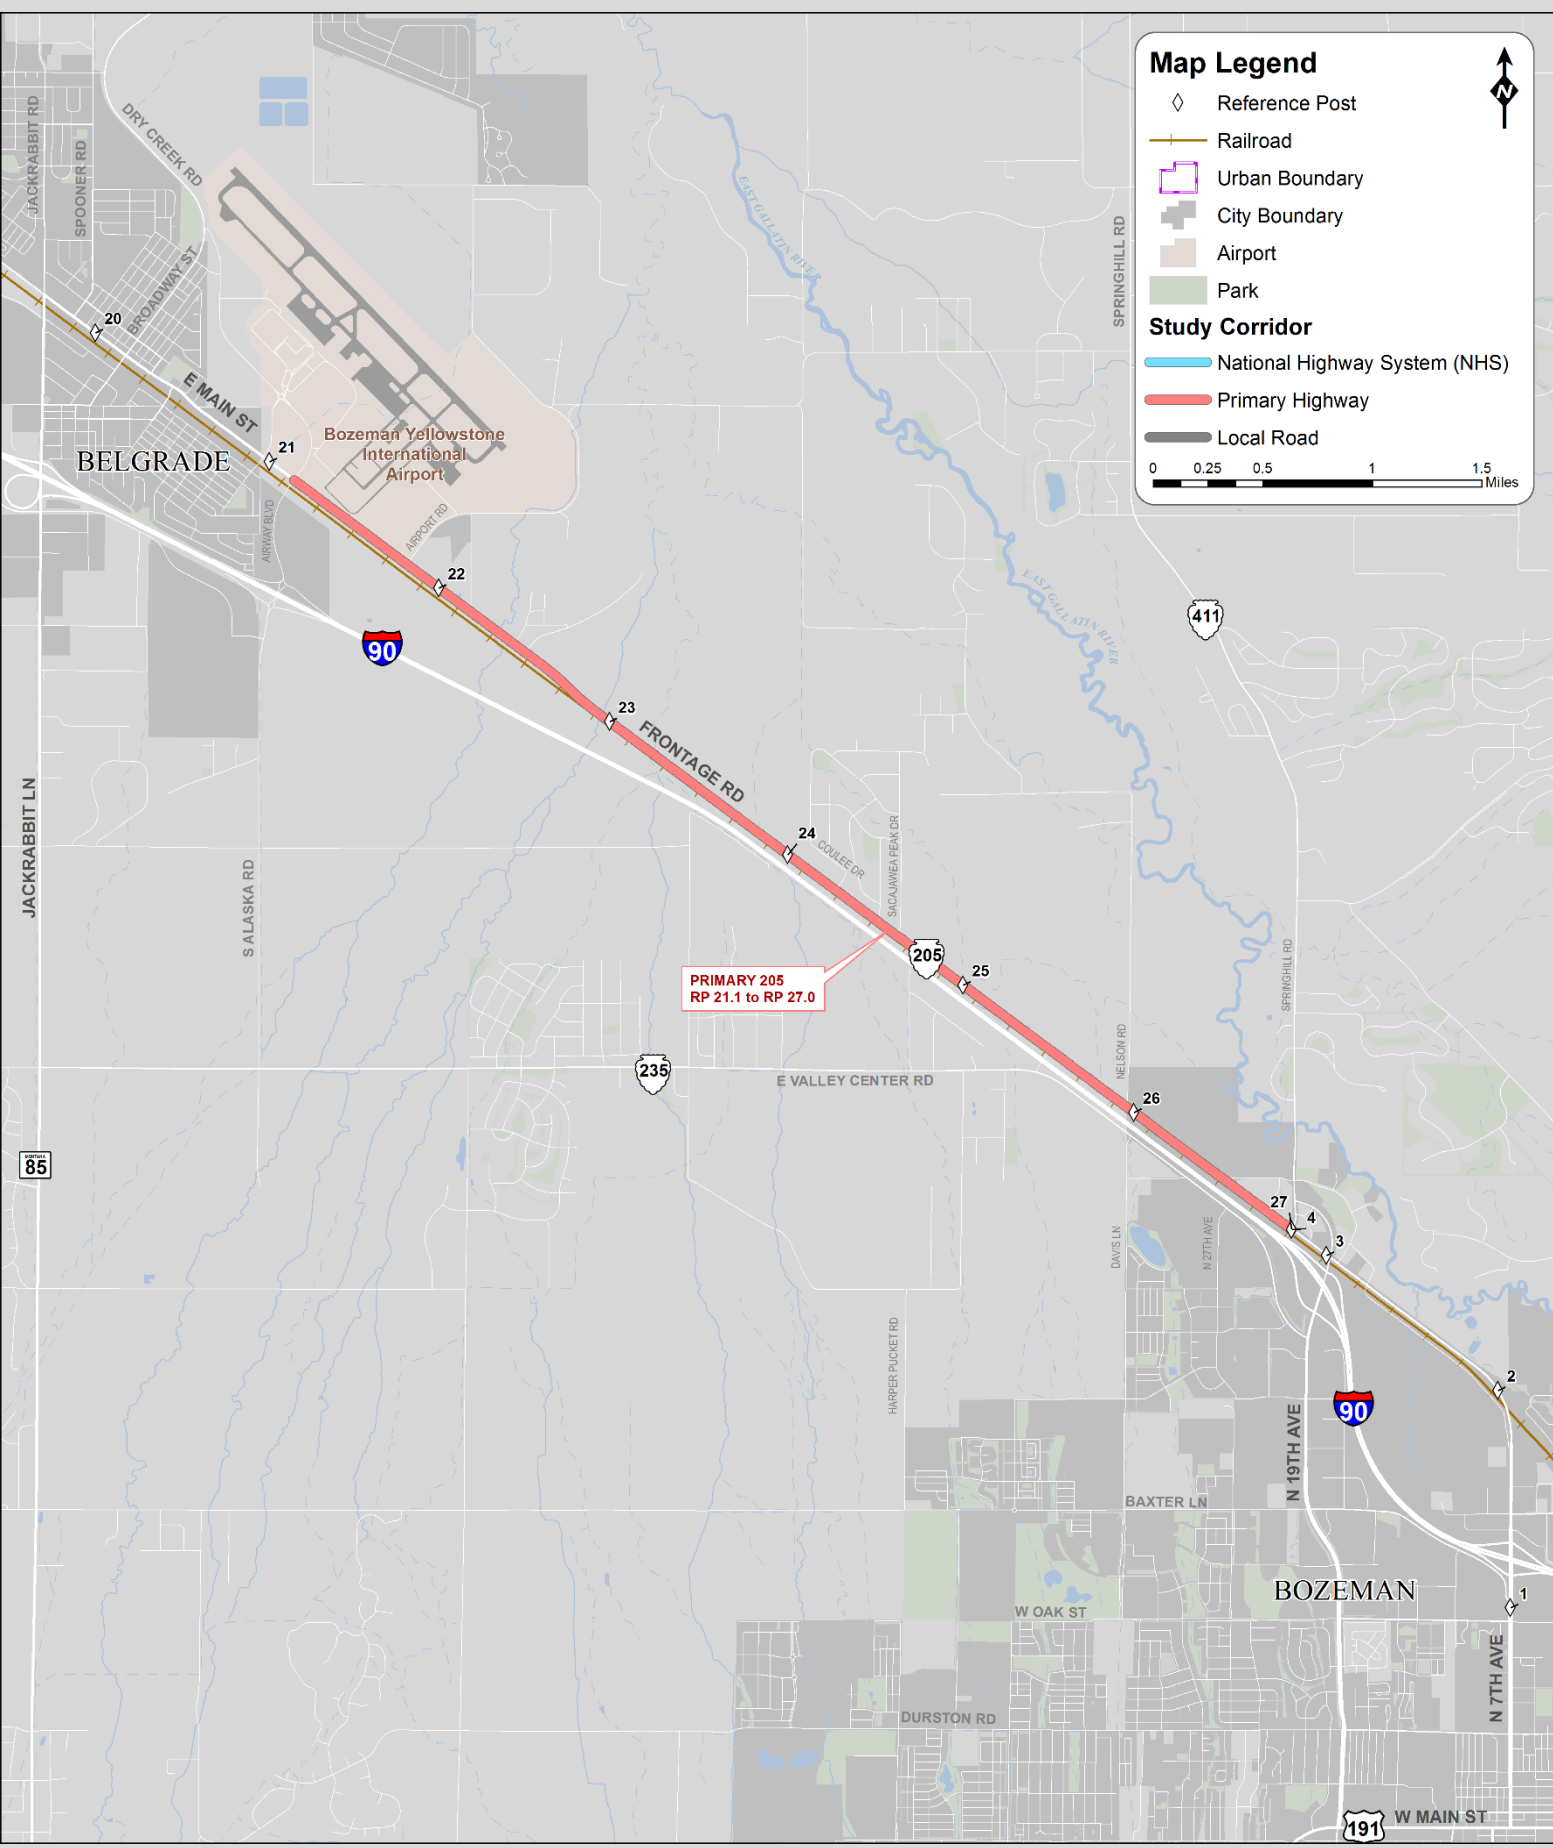 Map Legend
N
Reference Post
Railroad
Urban Boundary
City Boundary
Airport
Park
Study Corridor
National Highway System (NHS)
Primary Highway
Local Road
0 0.25 0.5 1 1.5
Miles
JACKRABBIT RD
SPOONER RD
DRY CREEK RD
BROADWAY ST
EAST GALLATIN RIVER
SPRINGHILL RD
20
E MAIN ST
BELGRADE
21
Bozeman Yellowstone
International
Airport
AIRWAY BLVD
AIRPORT RD
22
90
EAST GALLATIN RIVER
411
23
FRONTAGE RD
JACKRABBIT LN
S ALASKA RD
24
COULEE DR
SACAJAWEA PEAK DR
205
25
PRIMARY 205
RP 21.1 to RP 27.0
SPRINGHILL RD
NELSON RD
235
E VALLEY CENTER RD
26
MONTANA
85
27
4
3
DAVIS LN
N 27TH AVE
HARPER PUCKET RD
2
90
N 19TH AVE
BAXTER LN
BOZEMAN
1
W OAK ST
N 7TH AVE
DURSTON RD
191
W MAIN ST